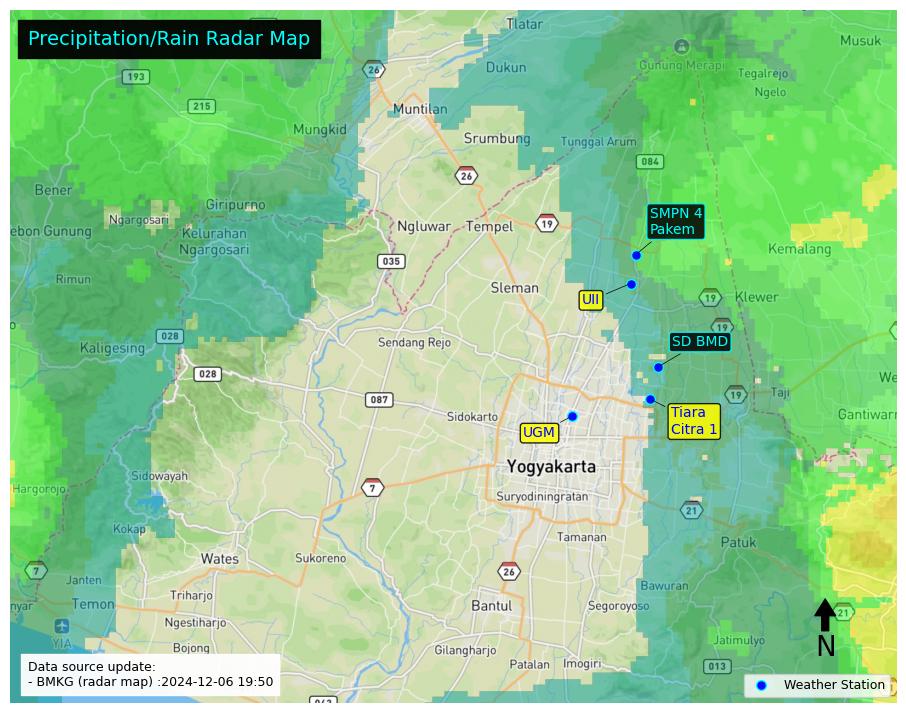 Precipitation/Rain Radar Map
Tlatar
Musuk
26
Dukun
Gunung Merapi
Tegalrejo
193
Ngelo
215
Muntilan
Mungkid
Srumbung
Tunggal Arum
084
26
Bener
Giripurno
SMPN 4
Pakem
Ngargosari
Ngluwar
Tempel
19
ebon Gunung
Kelurahan
Ngargosari
Kemalang
035
Rimun
Sleman
UII
19
Klewer
19
028
Sendang Rejo
SD BMD
Kaligesing
028
We
087
19
Taji
Sidokarto
Tiara
Citra 1
Gantiwarn
UGM
Yogyakarta
Sidowayah
7
Hargorojo
Suryodiningratan
21
Kokap
Tamanan
Patuk
Wates
Sukoreno
7
26
Janten
Bawuran
Triharjo
nyar
Temon
Bantul
Segoroyoso
21
Ngestiharjo
YIA
Jatimulyo
Bojong
Gilangharjo
N
Patalan
Imogiri
013
Data source update:
- BMKG (radar map) :2024-12-06 19:50
Weather Station